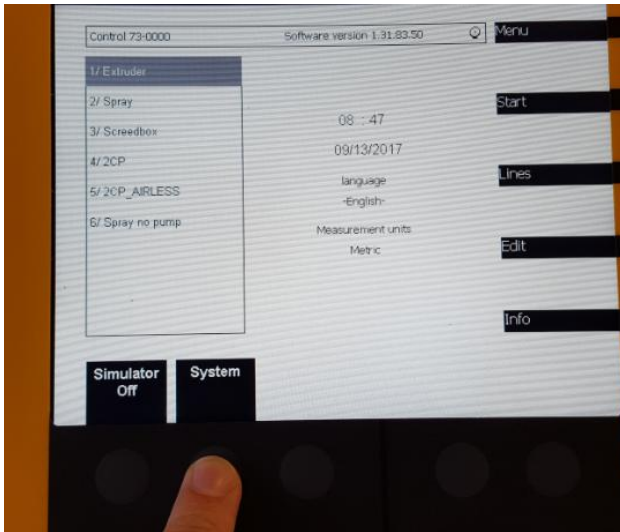 Control 73-0000 Software version 1.31.83.50 Menu
1/ Extruder
2/ Spray
3/ Screedbox
4/ 2CP
5/ 2CP_AIRLESS
6/ Spray no pump
08 : 47
09/13/2017
language
-English-
Measurement units
Metric
Start
Lines
Edit
Info
Simulator
Off
System